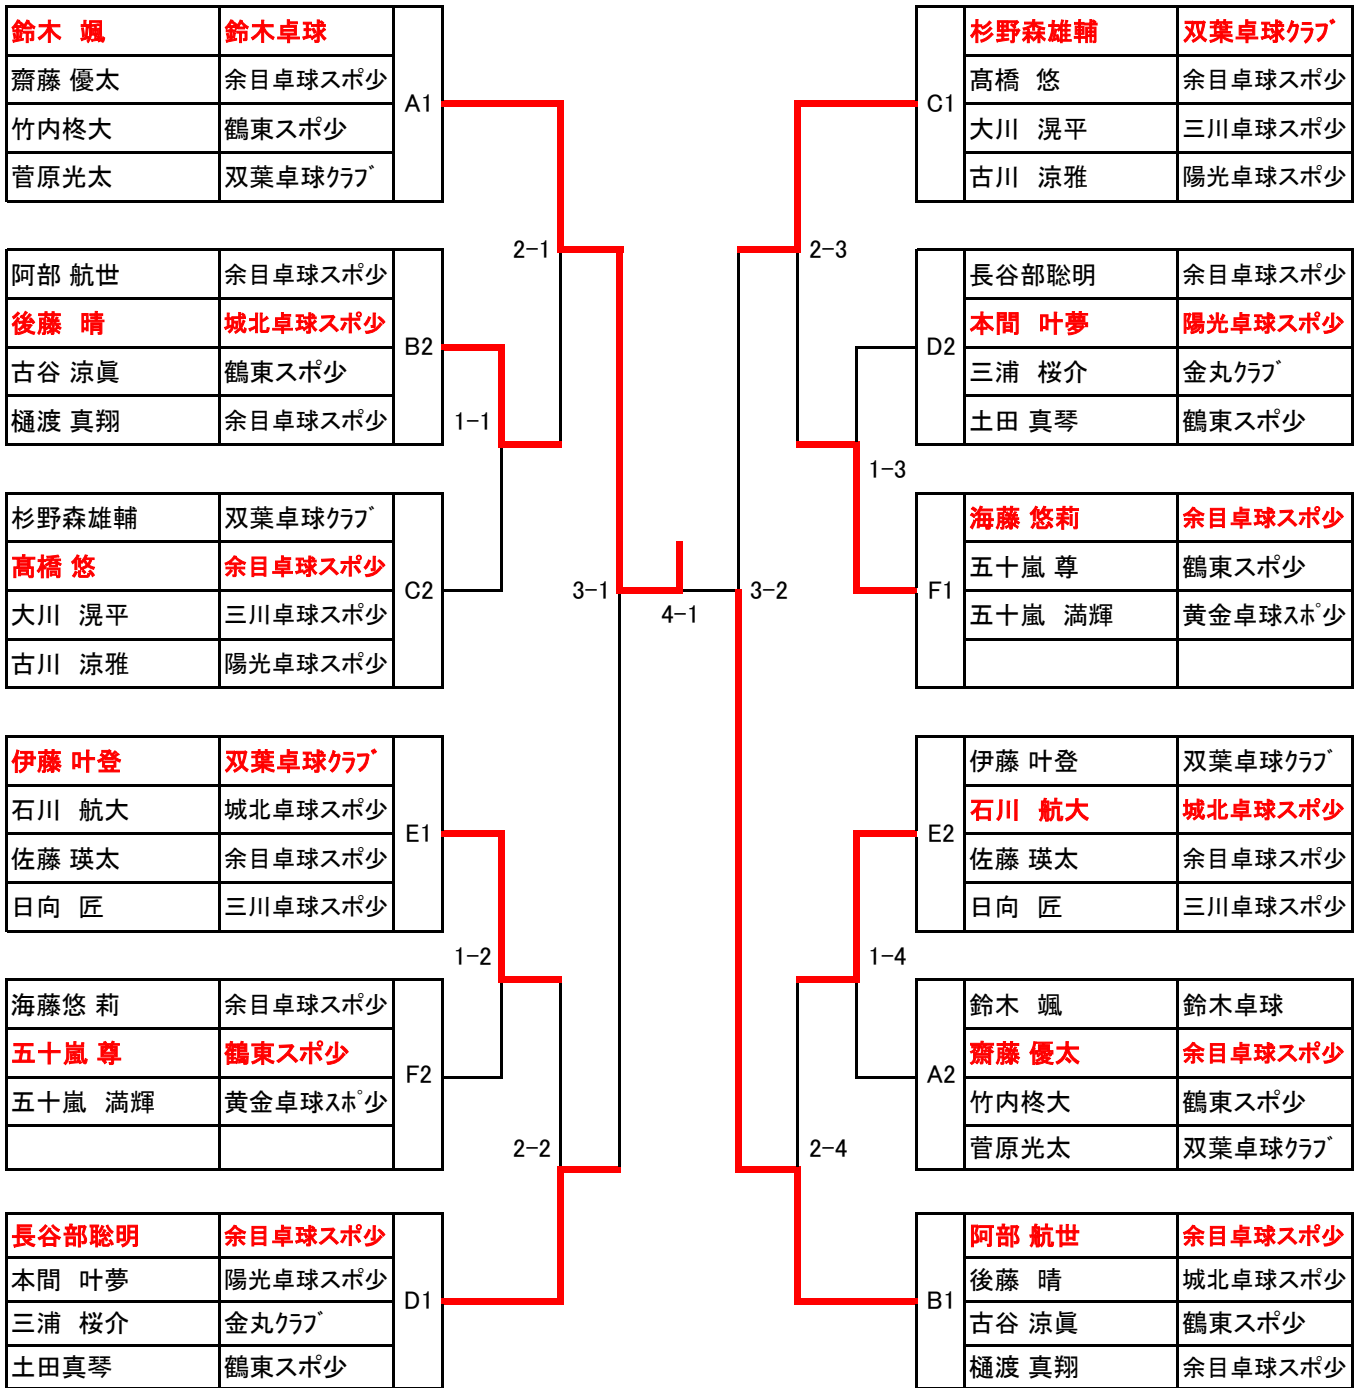 鈴木　颯 鈴木卓球
齋藤 優太 余目卓球スポ少
A1
竹内柊大 鶴東スポ少
菅原光太 双葉卓球ｸﾗﾌﾞ
2-1
阿部 航世 余目卓球スポ少
後藤　晴 城北卓球スポ少
B2
古谷 涼眞 鶴東スポ少
樋渡 真翔 余目卓球スポ少
1-1
杉野森雄輔 双葉卓球ｸﾗﾌﾞ
髙橋 悠 余目卓球スポ少
C2
大川　滉平 三川卓球スポ少
古川　涼雅 陽光卓球スポ少
3-1
4-1
伊藤 叶登 双葉卓球ｸﾗﾌﾞ
石川　航大 城北卓球スポ少
E1
佐藤 瑛太 余目卓球スポ少
日向　匠 三川卓球スポ少
1-2
海藤悠 莉 余目卓球スポ少
五十嵐 尊 鶴東スポ少
F2
五十嵐　満輝 黄金卓球ｽﾎﾟ少
2-2
長谷部聡明 余目卓球スポ少
本間　叶夢 陽光卓球スポ少
D1
三浦　桜介 金丸ｸﾗﾌﾞ
土田真琴 鶴東スポ少
杉野森雄輔 双葉卓球ｸﾗﾌﾞ
髙橋 悠 余目卓球スポ少
C1
大川　滉平 三川卓球スポ少
古川　涼雅 陽光卓球スポ少
2-3
長谷部聡明 余目卓球スポ少
本間　叶夢 陽光卓球スポ少
D2
三浦　桜介 金丸ｸﾗﾌﾞ
土田 真琴 鶴東スポ少
1-3
海藤 悠莉 余目卓球スポ少
五十嵐 尊 鶴東スポ少
F1
五十嵐　満輝 黄金卓球ｽﾎﾟ少
3-2
伊藤 叶登 双葉卓球ｸﾗﾌﾞ
石川　航大 城北卓球スポ少
E2
佐藤 瑛太 余目卓球スポ少
日向　匠 三川卓球スポ少
1-4
鈴木　颯 鈴木卓球
齋藤 優太 余目卓球スポ少
A2
竹内柊大 鶴東スポ少
菅原光太 双葉卓球ｸﾗﾌﾞ
2-4
阿部 航世 余目卓球スポ少
後藤　晴 城北卓球スポ少
B1
古谷 涼眞 鶴東スポ少
樋渡 真翔 余目卓球スポ少